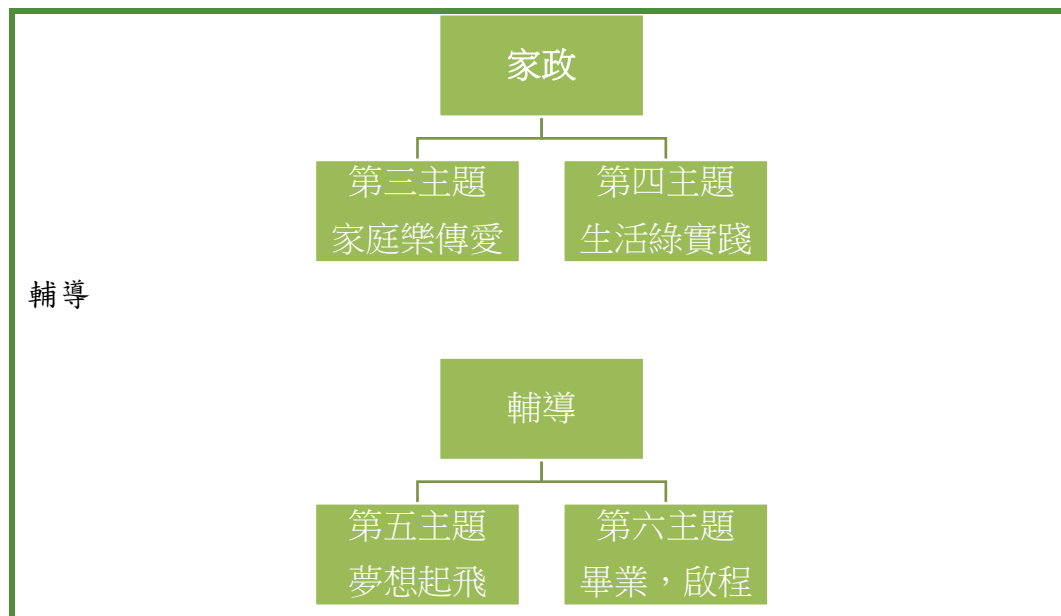 家政
第三主題
家庭樂傳愛
第四主題
生活綠實踐
輔導
輔導
第五主題
夢想起飛
第六主題
畢業，啟程